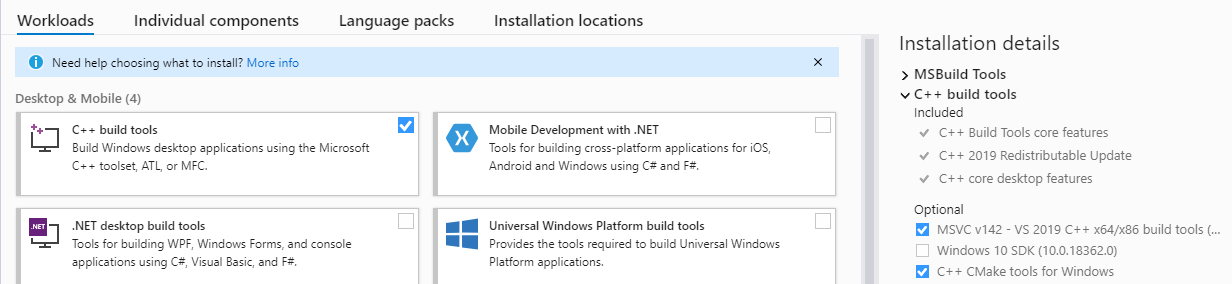 Workloads
Individual components
Language packs
Installation locations
Need help choosing what to install? More info
Desktop & Mobile (4)
C++ build tools
Build Windows desktop applications using the Microsoft
C++ toolset, ATL, or MFC.
Mobile Development with .NET
Tools for building cross-platform applications for iOS,
Android and Windows using C# and F#.
.NET
.NET desktop build tools
Tools for building WPF, Windows Forms, and console
applications using C#, Visual Basic, and F#.
Universal Windows Platform build tools
Provides the tools required to build Universal Windows
Platform applications.
Installation details
MSBuild Tools
C++ build tools
Included
C++ Build Tools core features
C++ 2019 Redistributable Update
C++ core desktop features
Optional
MSVC v142 - VS 2019 C++ x64/x86 build tools (...
Windows 10 SDK (10.0.18362.0)
C++ CMake tools for Windows